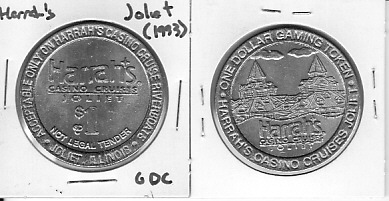 Harrah's
Joliet
(1993)
ACCEPTABLE ONLY ON HARRAH'S CASINO CRUISE RIVERBOATS
Harrah's
CASINO CRUISES
JOLIET
$1
NOT LEGAL TENDER
JOLIET, ILLINOIS
GDC
ONE DOLLAR GAMING TOKEN
Harrah's
CASINO CRUISES
JOLIET
HARRAH'S CASINO CRUISES JOLIET